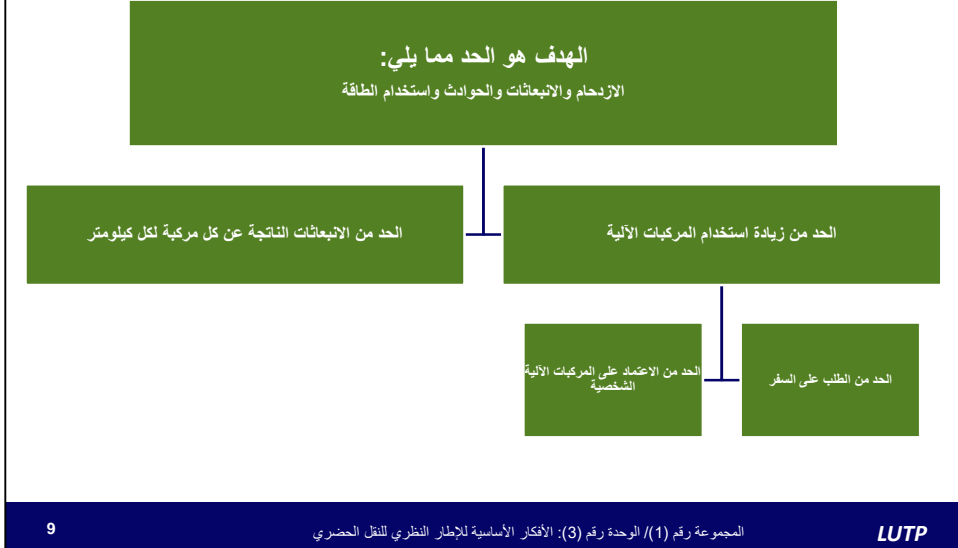 الهدف هو الحد مما يلي:
الازدحام والانبعاثات والحوادث واستخدام الطاقة
الحد من زيادة استخدام المركبات الآلية
الحد من الانبعاثات الناتجة عن كل مركبة لكل كيلومتر
الحد من الطلب على السفر
الحد من الاعتماد على المركبات الآلية
الشخصية
LUTP
المجموعة رقم (1)/ الوحدة رقم (3): الأفكار الأساسية للإطار النظري للنقل الحضري
9